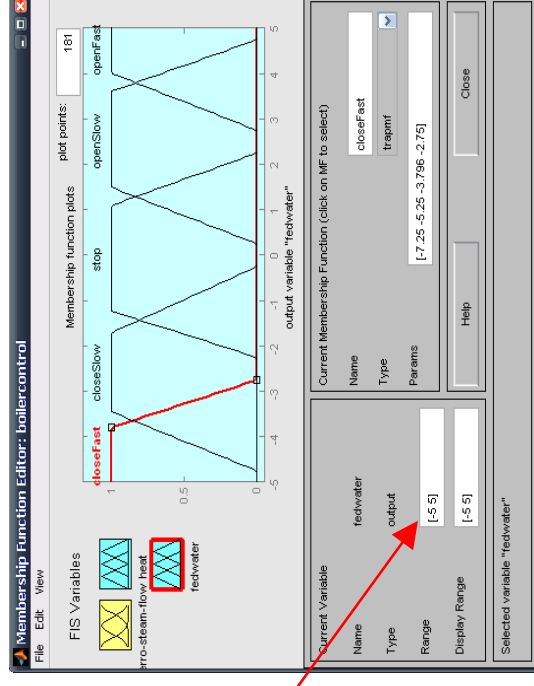 Membership Function Editor: boilercontrol
File Edit View
FIS Variables
erro-steam-flow heat
fedwater
Membership function plots
plot points:
181
closeFast closeSlow stop openSlow openFast
1
0.5
0
-5 -4 -3 -2 -1 0 1 2 3 4 5
output variable "fedwater"
Current Variable
Name fedwater
Type output
Range [-5 5]
Display Range [-5 5]
Current Membership Function (click on MF to select)
Name closeFast
Type trapmf
Params [-7.25 -5.25 -3.796 -2.75]
Help Close
Selected variable "fedwater"